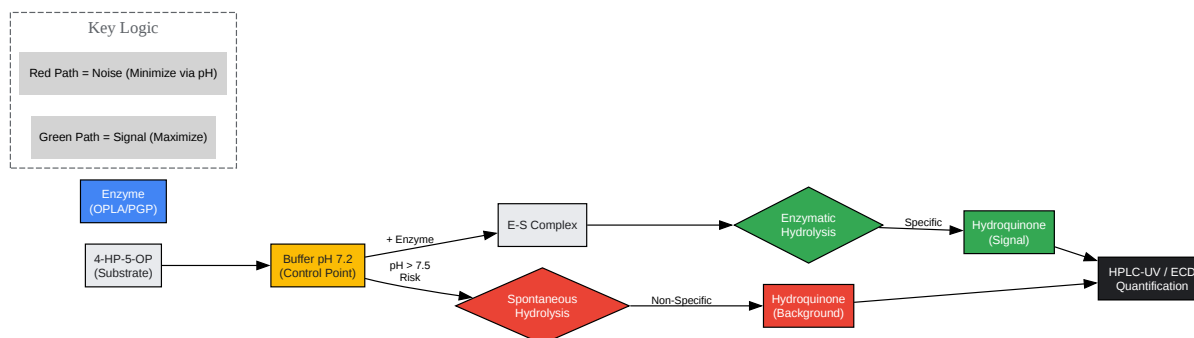 Key Logic
Red Path = Noise (Minimize via pH)
Green Path = Signal (Maximize)
Enzyme
(OPLA/PGP)
4-HP-5-OP
(Substrate)
Buffer pH 7.2
(Control Point)
+ Enzyme
pH > 7.5
Risk
E-S Complex
Spontaneous
Hydrolysis
Enzymatic
Hydrolysis
Non-Specific
Specific
Hydroquinone
(Signal)
Hydroquinone
(Background)
HPLC-UV / ECD
Quantification